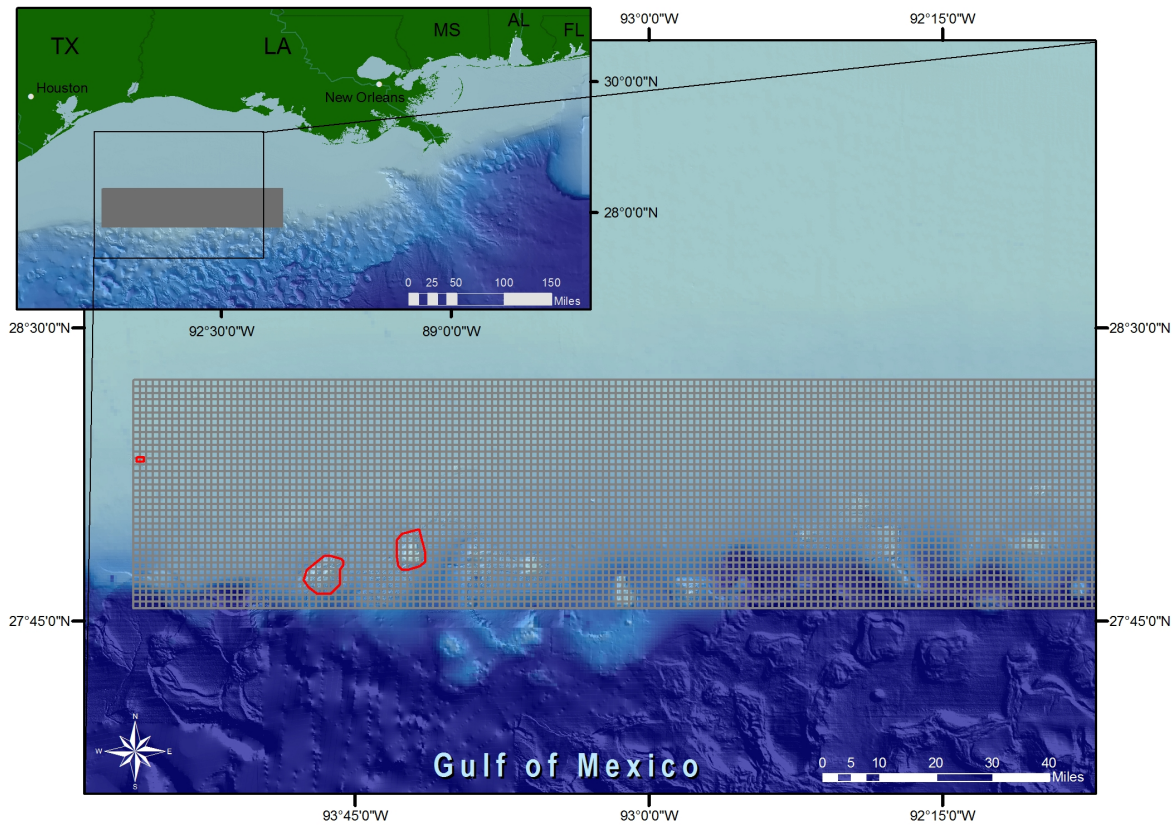 93°0'0"W 92°15'0"W
TX LA MS AL FL
Houston
New Orleans
30°0'0"N
28°0'0"N
0 25 50 100 150
Miles
92°30'0"W 89°0'0"W
28°30'0"N 28°30'0"N
27°45'0"N 27°45'0"N
N
W E
S
Gulf of Mexico
0 5 10 20 30 40
Miles
93°45'0"W 93°0'0"W 92°15'0"W